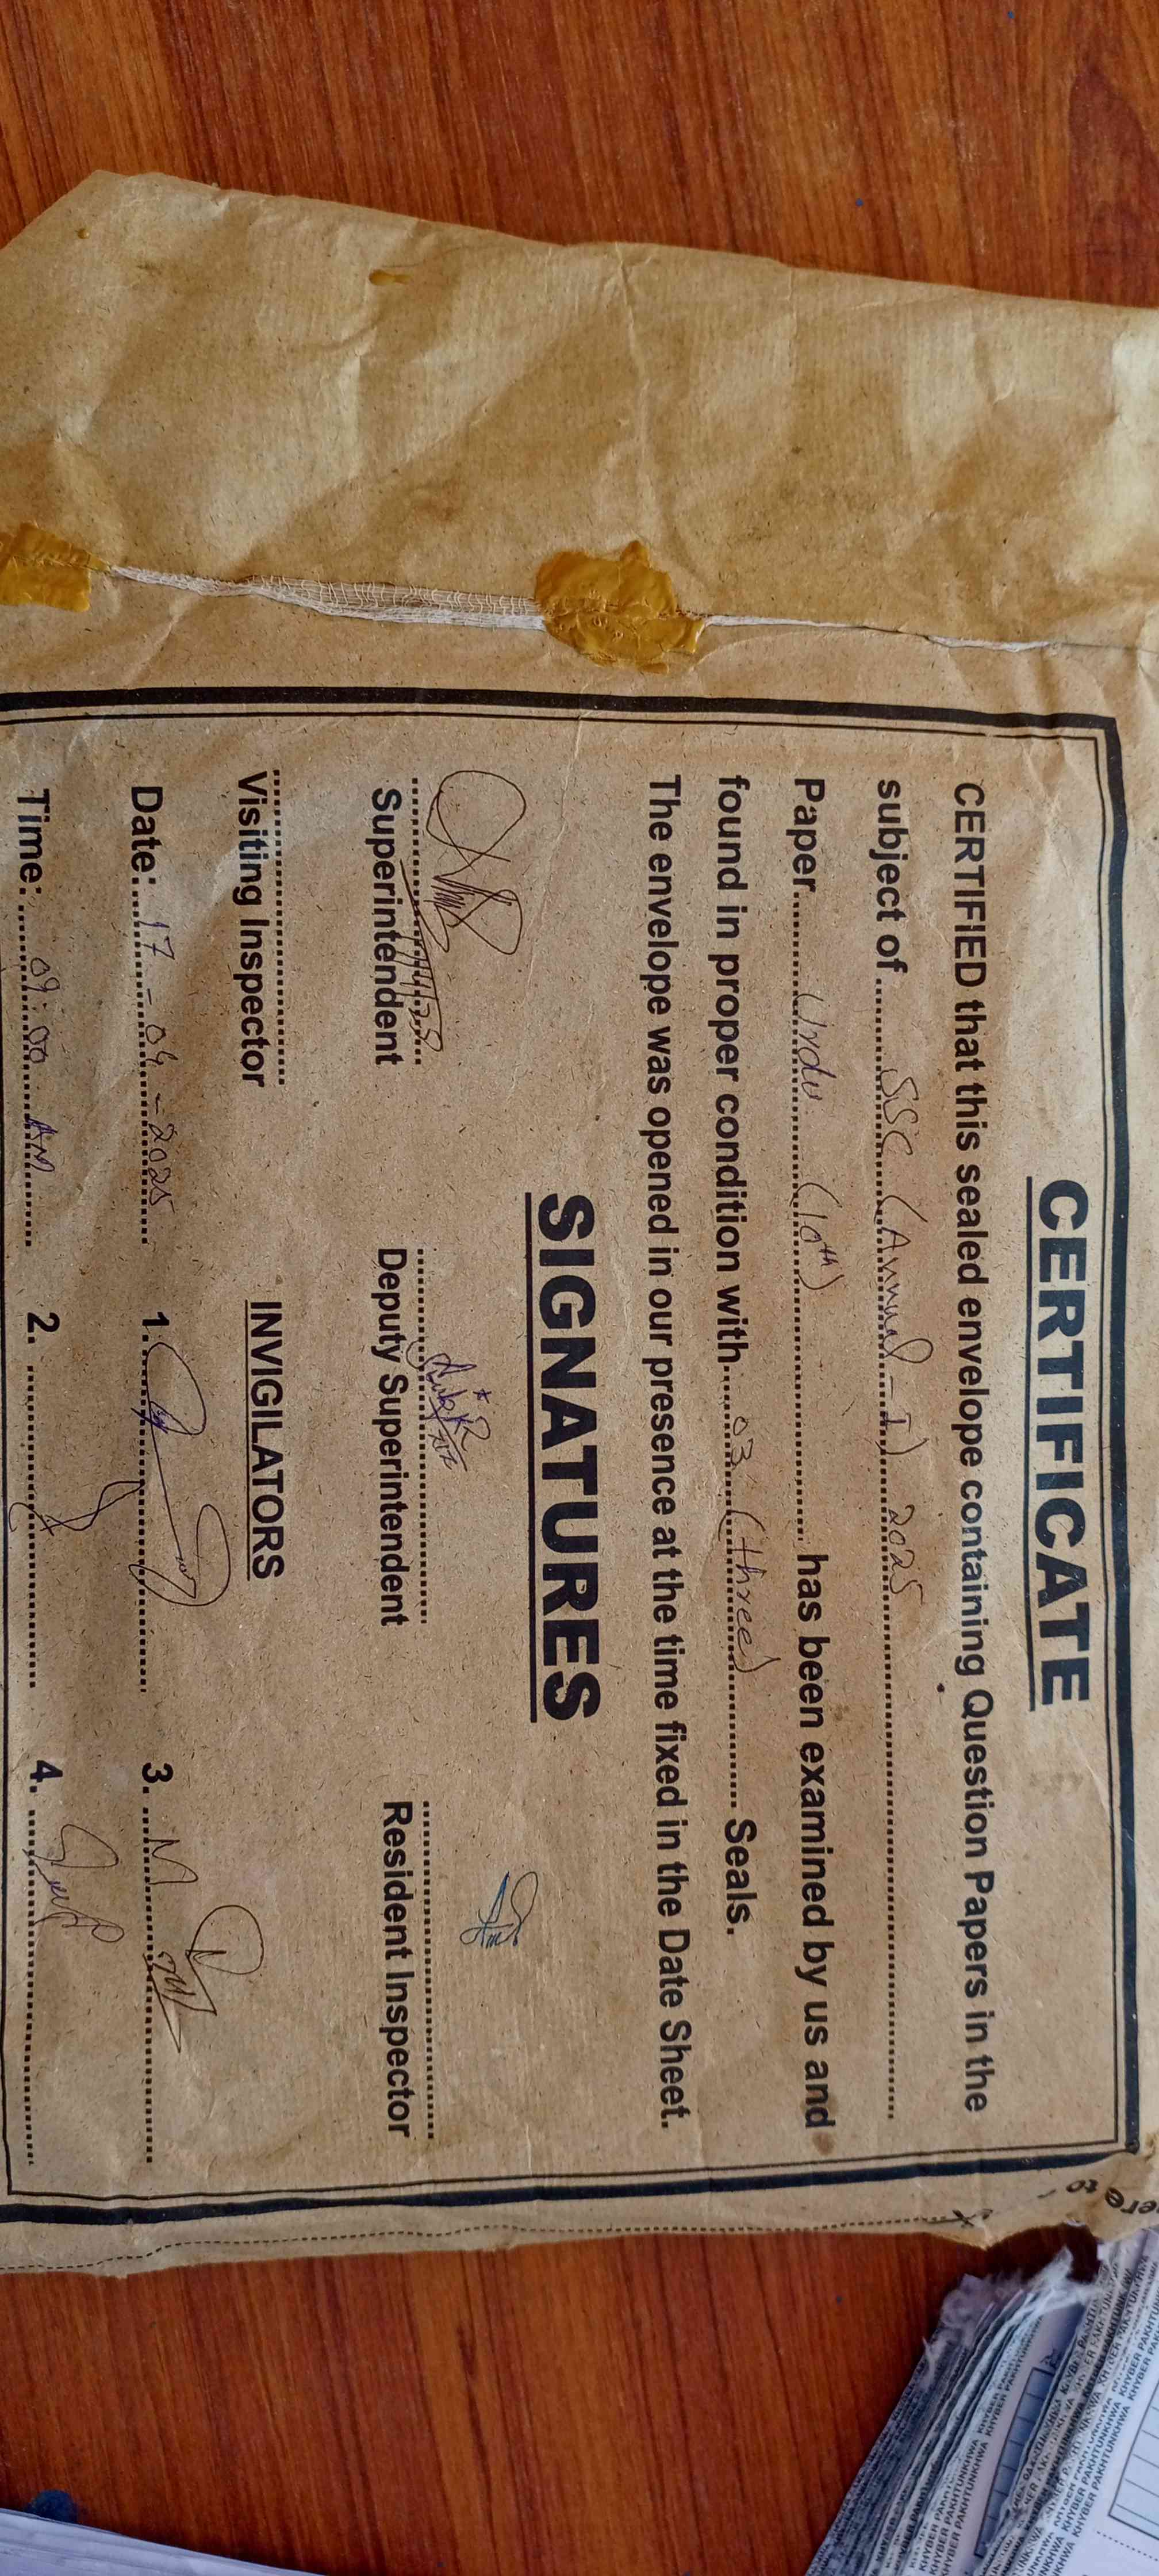 CERTIFICATE
CERTIFIED that this sealed envelope containing Question Papers in the
subject of SSC (Annual-I) 2025
Paper Urdu (10th) has been examined by us and
found in proper condition with 03 (three) Seals.
The envelope was opened in our presence at the time fixed in the Date Sheet.
SIGNATURES
Superintendent
Deputy Superintendent
Resident Inspector
Visiting Inspector
INVIGILATORS
Date: 17-04-2025
1.
3.
Time: 09:00 AM
2.
4.
KHYBER PAKHTUNKHWA